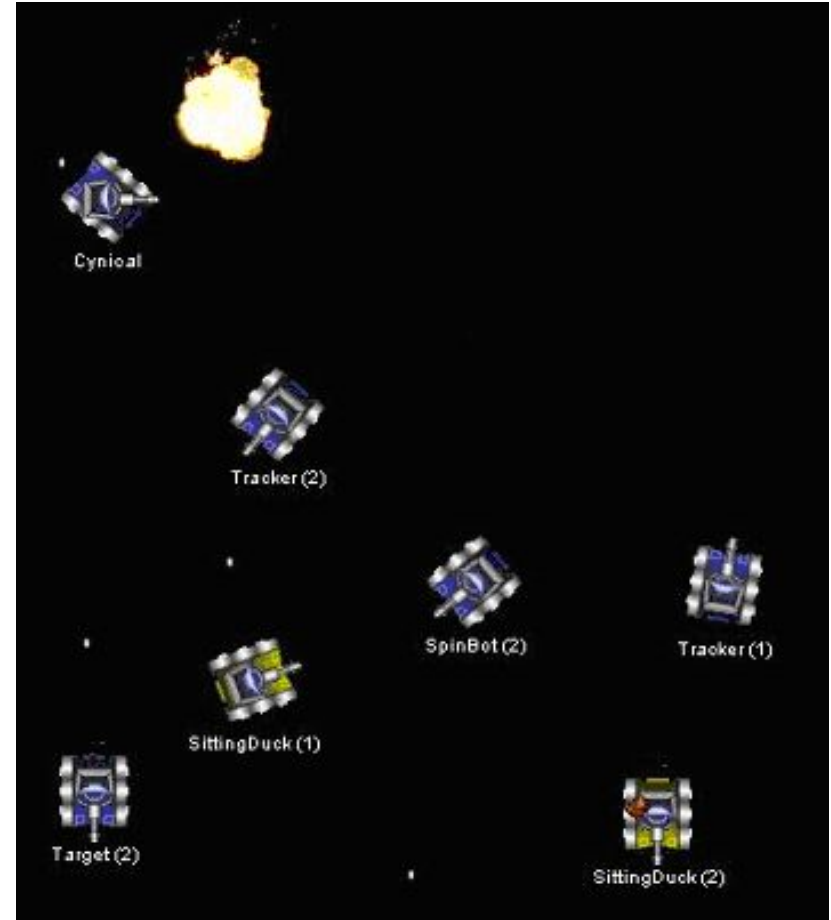 Cynical
Tracker (2)
SpinBot (2)
Tracker (1)
SittingDuck (1)
Target (2)
SittingDuck (2)